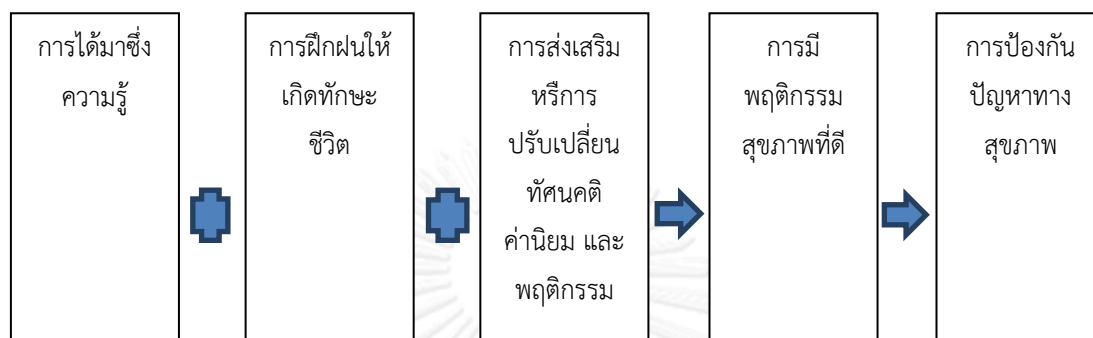 การได้มาซึ่ง
ความรู้
การฝึกฝนให้
เกิดทักษะ
ชีวิต
การส่งเสริม
หรืการ
ปรับเปลี่ยน
ทัศนคติ
ค่านิยม และ
พฤติกรรม
การมี
พฤติกรรม
สุขภาพที่ดี
การป้องกัน
ปัญหาทาง
สุขภาพ